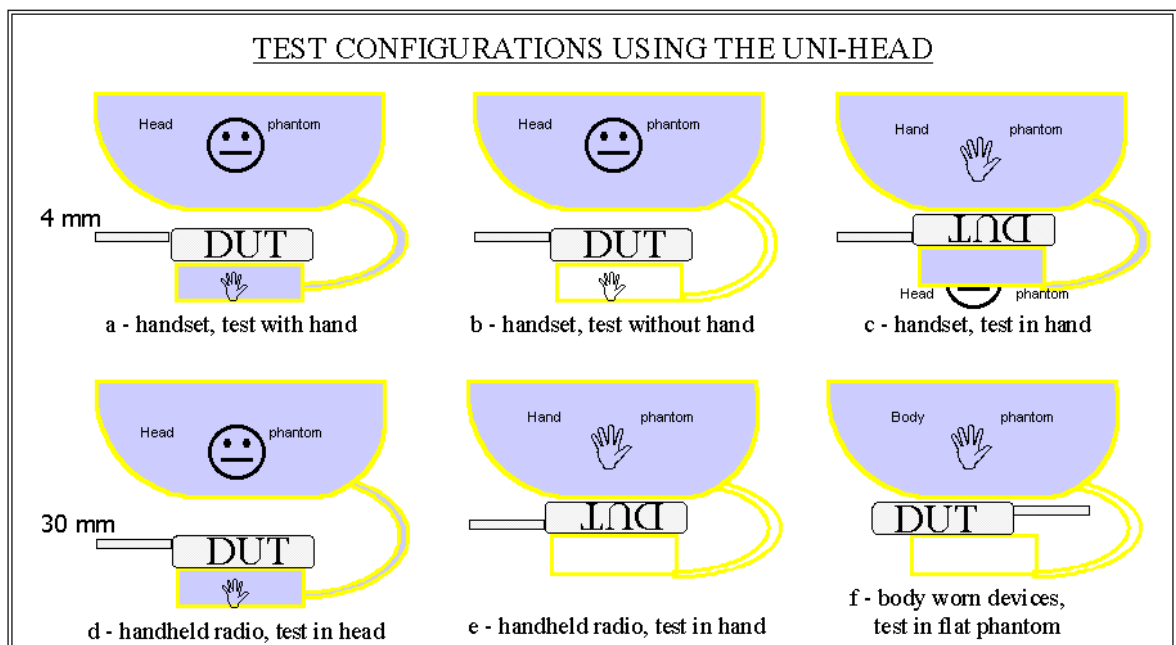 TEST CONFIGURATIONS USING THE UNI-HEAD
Head phantom
4 mm
DUT
a - handset, test with hand
Head phantom
DUT
b - handset, test without hand
Hand phantom
DUT
Head phantom
c - handset, test in hand
Head phantom
30 mm
DUT
d - handheld radio, test in head
Hand phantom
DUT
e - handheld radio, test in hand
Body phantom
DUT
f - body worn devices,
test in flat phantom